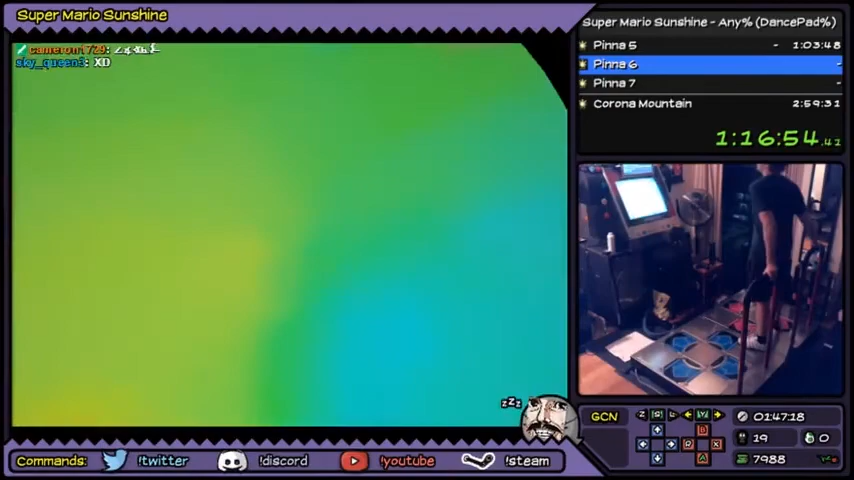 Super Mario Sunshine
cameron1729:
sky_queen3: XD
zZZ
Super Mario Sunshine - Any% (DancePad%)
Pinna 5 - 1:03:48
Pinna 6 -
Pinna 7 -
Corona Mountain 2:59:31
1:16:54.41
GCN
Z
Y
B
R
X
A
01:47:18
19
0
7988
Commands: !twitter !discord !youtube !steam